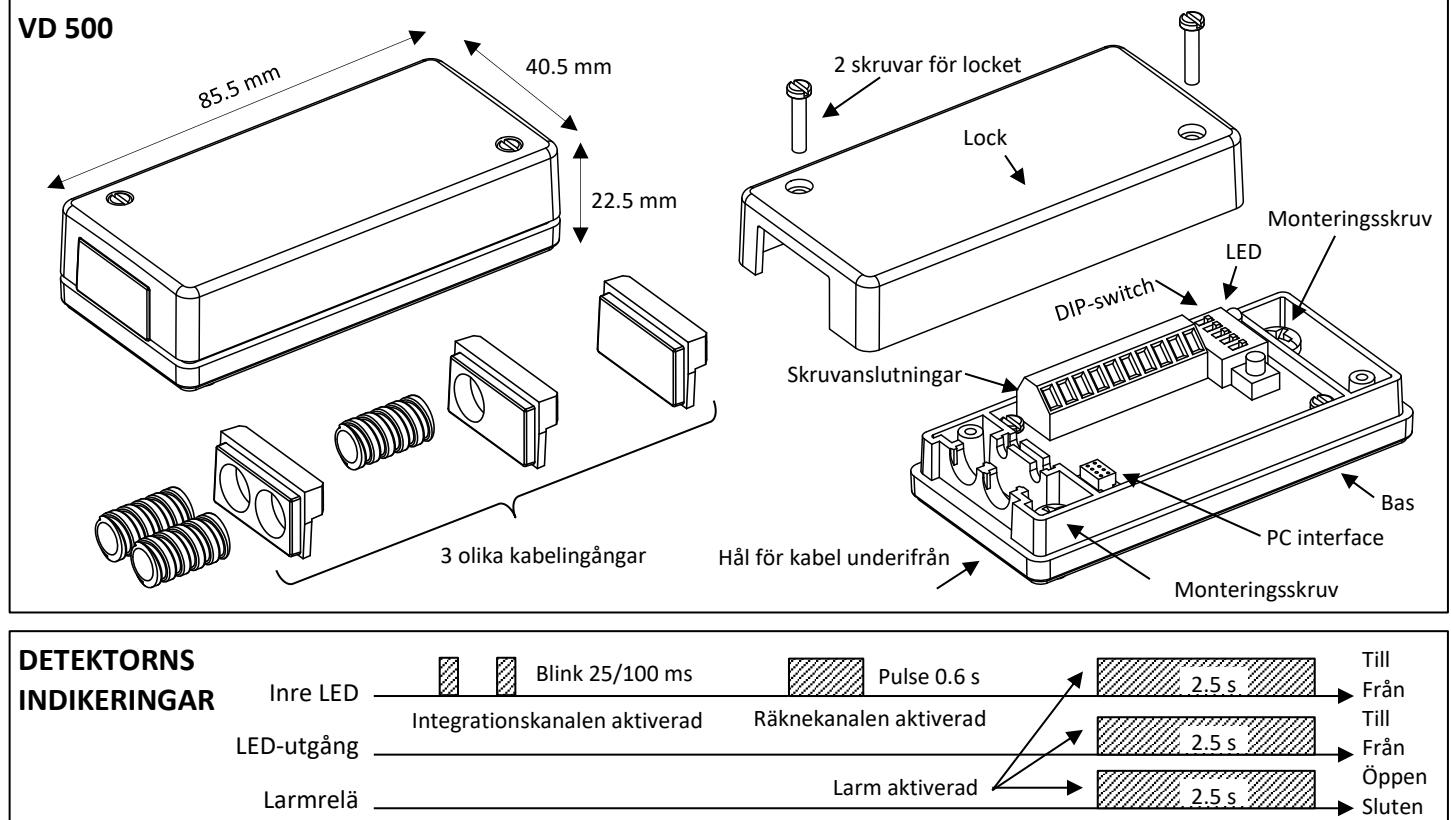 VD 500
85.5 mm
40.5 mm
22.5 mm
2 skruvar för locket
Lock
Monteringsskruv
LED
DIP-switch
Skruvanslutningar
Bas
PC interface
Hål för kabel underifrån
Monteringsskruv
3 olika kabelingångar
DETEKTORNS
INDIKERINGAR
Inre LED
Blink 25/100 ms
Pulse 0.6 s
2.5 s
Till
Från
Integrationskanalen aktiverad
Räknekanalen aktiverad
LED-utgång
2.5 s
Till
Från
Larm aktiverad
Larmrelä
2.5 s
Öppen
Sluten